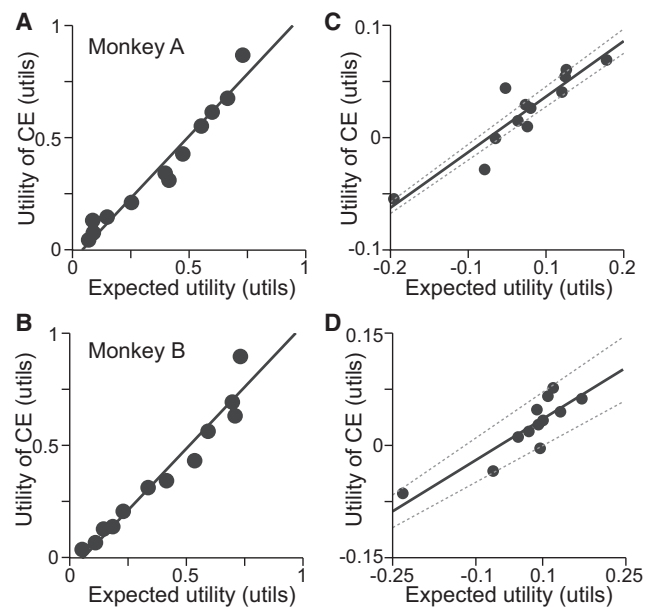 A
Monkey A
1
0.5
0
Utility of CE (utils)
0
0.5
1
Expected utility (utils)
C
0.1
0
-0.1
Utility of CE (utils)
-0.2
-0.1
0.1
0.2
Expected utility (utils)
B
Monkey B
1
0.5
0
Utility of CE (utils)
0
0.5
1
Expected utility (utils)
D
0.15
0
-0.15
Utility of CE (utils)
-0.25
-0.1
0.1
0.25
Expected utility (utils)